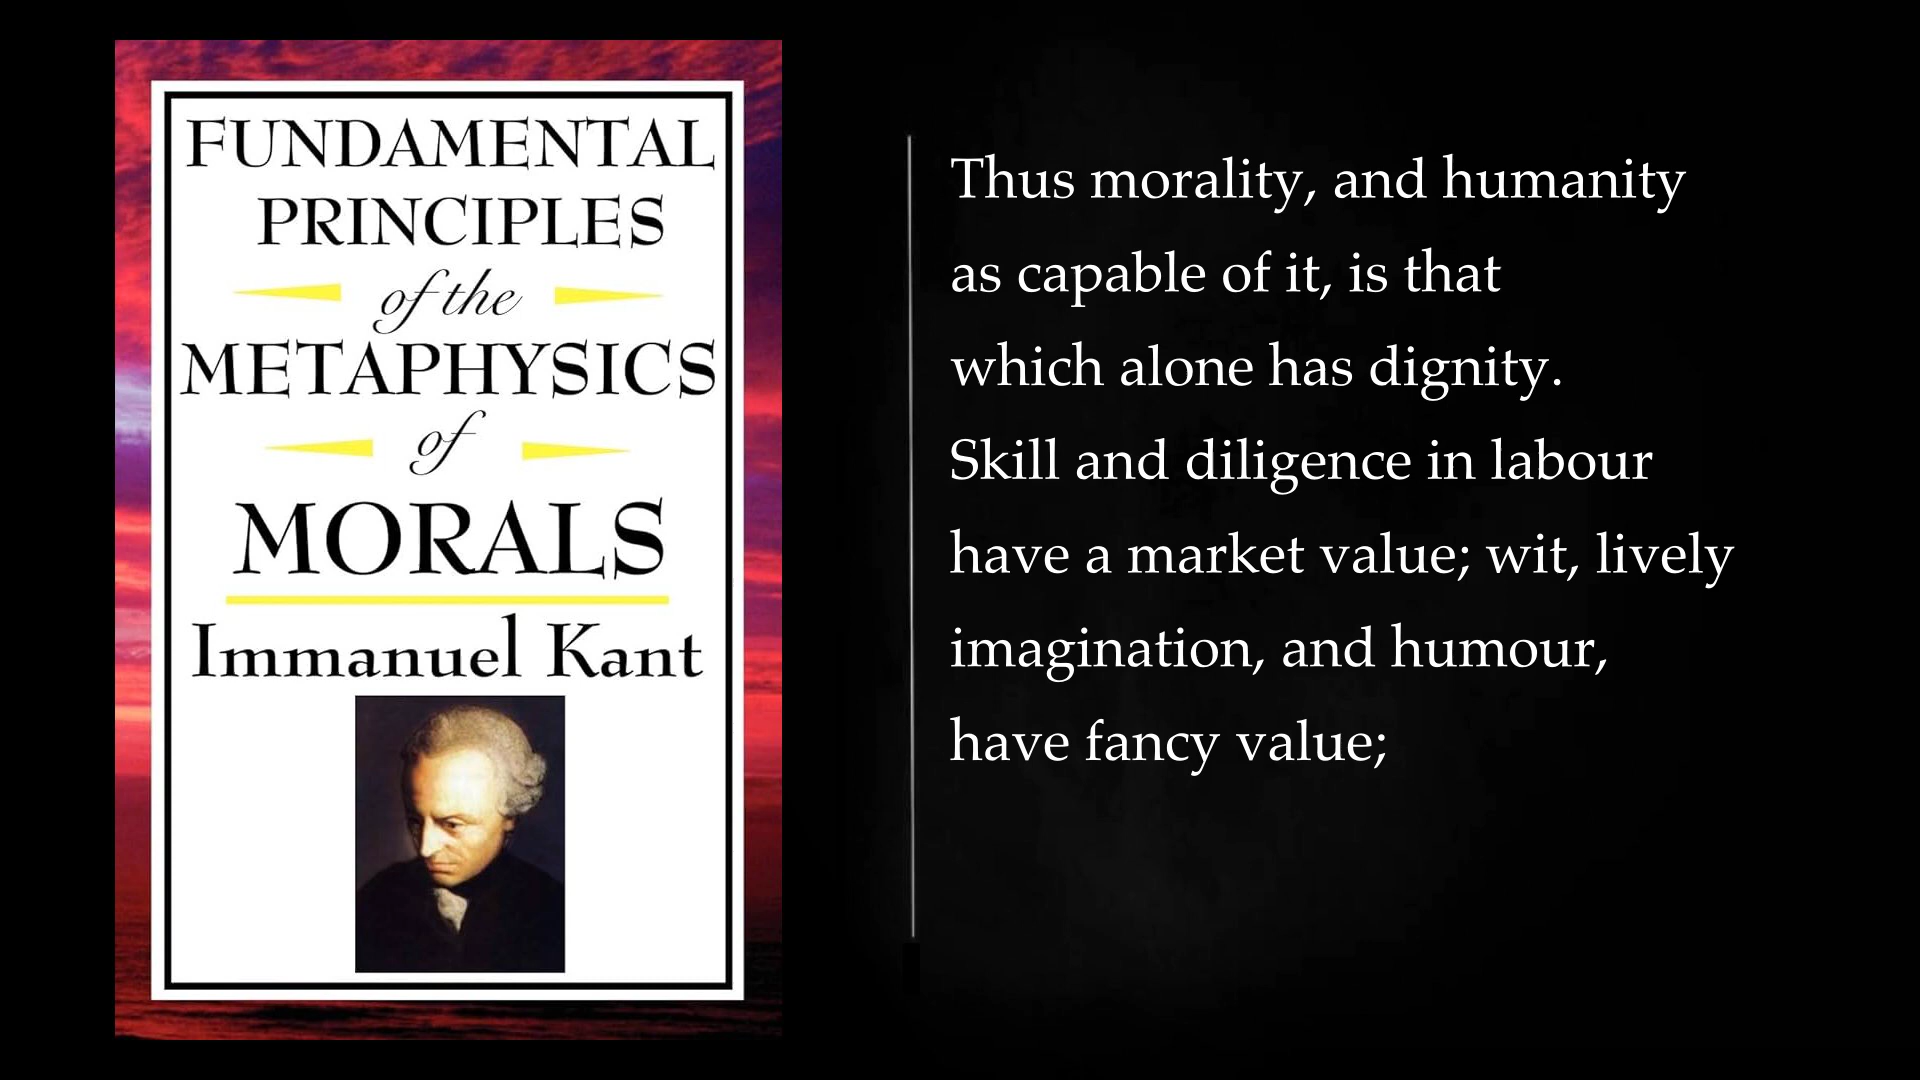 FUNDAMENTAL
PRINCIPLES
of the
METAPHYSICS
of
MORALS
Immanuel Kant
Thus morality, and humanity
as capable of it, is that
which alone has dignity.
Skill and diligence in labour
have a market value; wit, lively
imagination, and humour,
have fancy value;